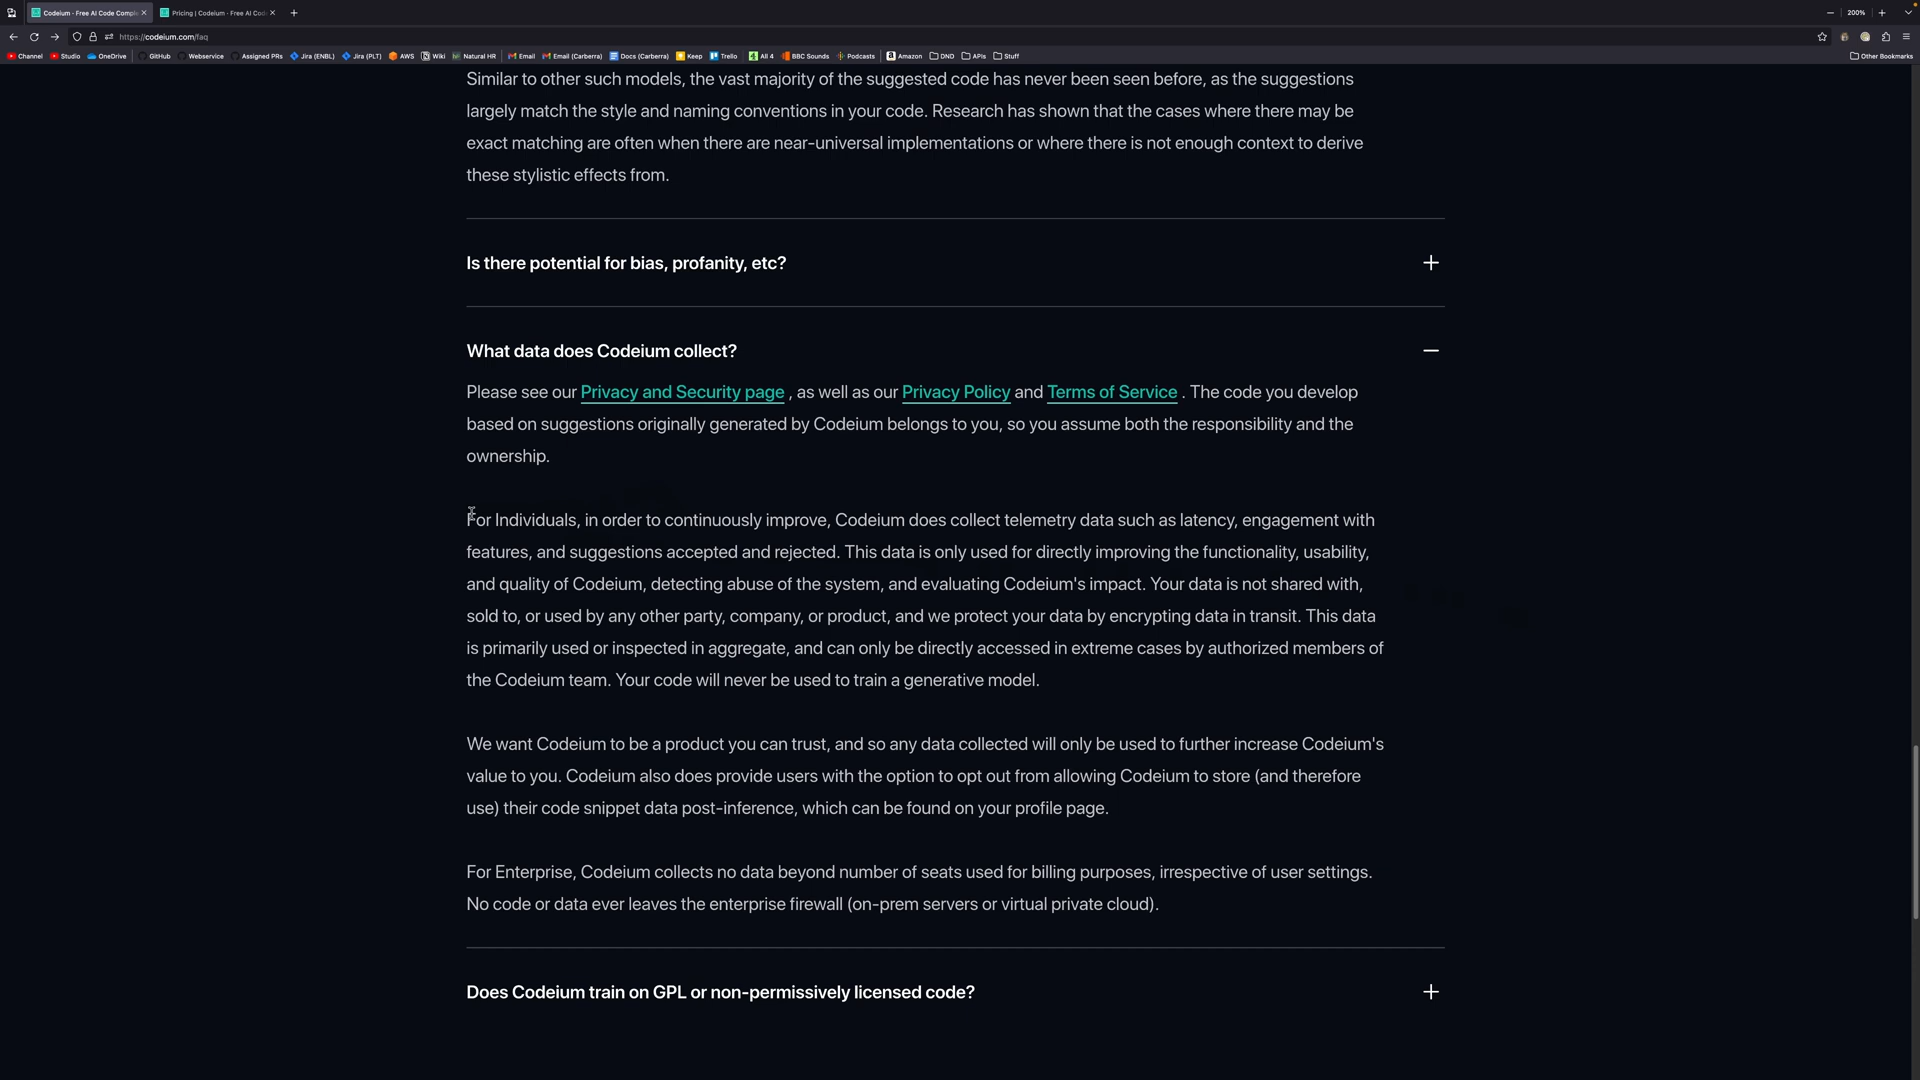 Codeium - Free AI Code Comple
Pricing | Codeium - Free AI Cod
200%
https://codeium.com/faq
Channel
Studio
OneDrive
GitHub
Webservice
Assigned PRs
Jira (ENBL)
Jira (PLT)
AWS
Wiki
Natural HR
Email
Email (Carberra)
Docs (Carberra)
Keep
Trello
All 4
BBC Sounds
Podcasts
Amazon
DND
APIs
Stuff
Other Bookmarks
Similar to other such models, the vast majority of the suggested code has never been seen before, as the suggestions
largely match the style and naming conventions in your code. Research has shown that the cases where there may be
exact matching are often when there are near-universal implementations or where there is not enough context to derive
these stylistic effects from.
Is there potential for bias, profanity, etc?
What data does Codeium collect?
Please see our Privacy and Security page , as well as our Privacy Policy and Terms of Service . The code you develop
based on suggestions originally generated by Codeium belongs to you, so you assume both the responsibility and the
ownership.
For Individuals, in order to continuously improve, Codeium does collect telemetry data such as latency, engagement with
features, and suggestions accepted and rejected. This data is only used for directly improving the functionality, usability,
and quality of Codeium, detecting abuse of the system, and evaluating Codeium's impact. Your data is not shared with,
sold to, or used by any other party, company, or product, and we protect your data by encrypting data in transit. This data
is primarily used or inspected in aggregate, and can only be directly accessed in extreme cases by authorized members of
the Codeium team. Your code will never be used to train a generative model.
We want Codeium to be a product you can trust, and so any data collected will only be used to further increase Codeium's
value to you. Codeium also does provide users with the option to opt out from allowing Codeium to store (and therefore
use) their code snippet data post-inference, which can be found on your profile page.
For Enterprise, Codeium collects no data beyond number of seats used for billing purposes, irrespective of user settings.
No code or data ever leaves the enterprise firewall (on-prem servers or virtual private cloud).
Does Codeium train on GPL or non-permissively licensed code?